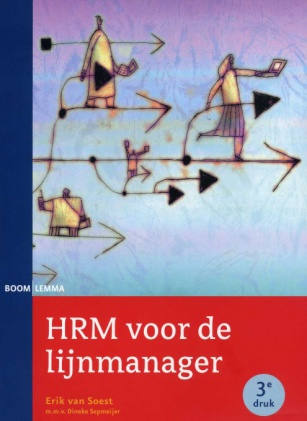 BOOM LEMMA
HRM voor de
lijnmanager
Erik van Soest
m.m.v. Dineke Sepmeijer
3e
druk